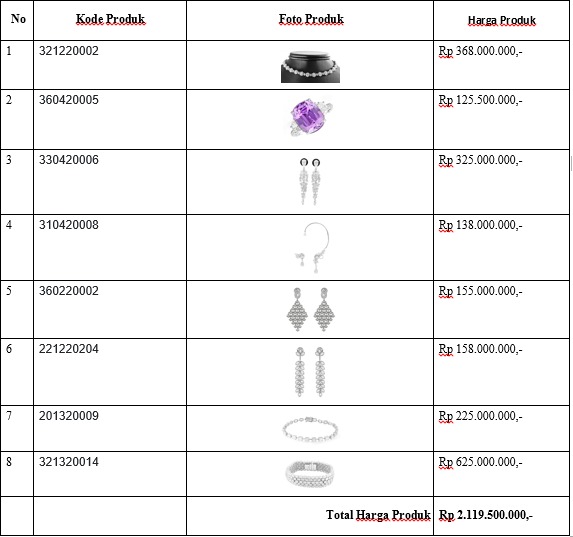 No Kode Produk Foto Produk Harga Produk
1 321220002 Rp 368.000.000,-
2 360420005 Rp 125.500.000,-
3 330420006 Rp 325.000.000,-
4 310420008 Rp 138.000.000,-
5 360220002 Rp 155.000.000,-
6 221220204 Rp 158.000.000,-
7 201320009 Rp 225.000.000,-
8 321320014 Rp 625.000.000,-
Total Harga Produk Rp 2.119.500.000,-